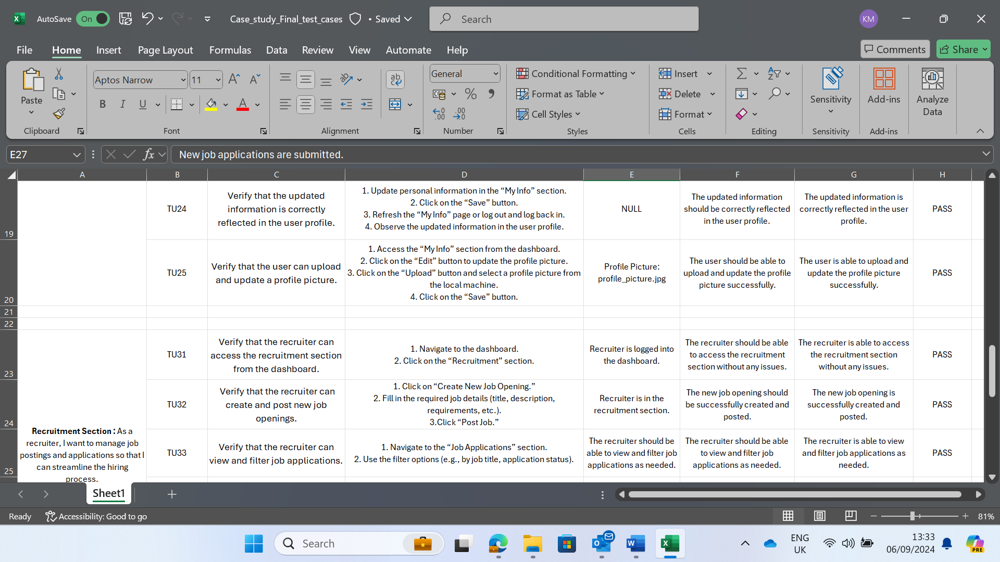 AutoSave On Case_study_Final_test_cases • Saved Search KM
File Home Insert Page Layout Formulas Data Review View Automate Help Comments Share
Paste
Clipboard
Aptos Narrow 11
B I U A
Font
ab
Alignment
General
% 9
Number
Conditional Formatting
Format as Table
Cell Styles
Styles
Insert
Delete
Format
Cells
Editing
Sensitivity
Sensitivity
Add-ins
Add-ins
Analyze
Data
E27 fx New job applications are submitted.
A B C D E F G H
19
TU24
Verify that the updated
information is correctly
reflected in the user profile.
1. Update personal information in the “My Info” section.
2. Click on the “Save” button.
3. Refresh the “My Info” page or log out and log back in.
4. Observe the updated information in the user profile.
NULL
The updated information
should be correctly reflected
in the user profile.
The updated information is
correctly reflected in the user
profile.
PASS
20
TU25
Verify that the user can upload
and update a profile picture.
1. Access the “My Info” section from the dashboard.
2. Click on the “Edit” button to update the profile picture.
3. Click on the “Upload” button and select a profile picture from
the local machine.
4. Click on the “Save” button.
Profile Picture:
profile_picture.jpg
The user should be able to
upload and update the profile
picture successfully.
The user is able to upload and
update the profile picture
successfully.
PASS
21
22
23
TU31
Verify that the recruiter can
access the recruitment section
from the dashboard.
1. Navigate to the dashboard.
2. Click on the “Recruitment” section.
Recruiter is logged into
the dashboard.
The recruiter should be able
to access the recruitment
section without any issues.
The recruiter is able to access
the recruitment section
without any issues.
PASS
24
TU32
Verify that the recruiter can
create and post new job
openings.
1. Click on “Create New Job Opening.”
2. Fill in the required job details (title, description,
requirements, etc.).
3.Click “Post Job.”
Recruiter is in the
recruitment section.
The new job opening should
be successfully created and
posted.
The new job opening is
successfully created and
posted.
PASS
25
Recruitment Section : As a
recruiter, I want to manage job
postings and applications so that I
can streamline the hiring
process.
TU33
Verify that the recruiter can
view and filter job applications.
1. Navigate to the “Job Applications” section.
2. Use the filter options (e.g., by job title, application status).
The recruiter should be
able to view and filter job
applications as needed.
The recruiter should be able
to view and filter job
applications as needed.
The recruiter is able to view
and filter job applications as
needed.
PASS
Sheet1
Ready Accessibility: Good to go 81%
Search
ENG
UK
13:33
06/09/2024
PRE